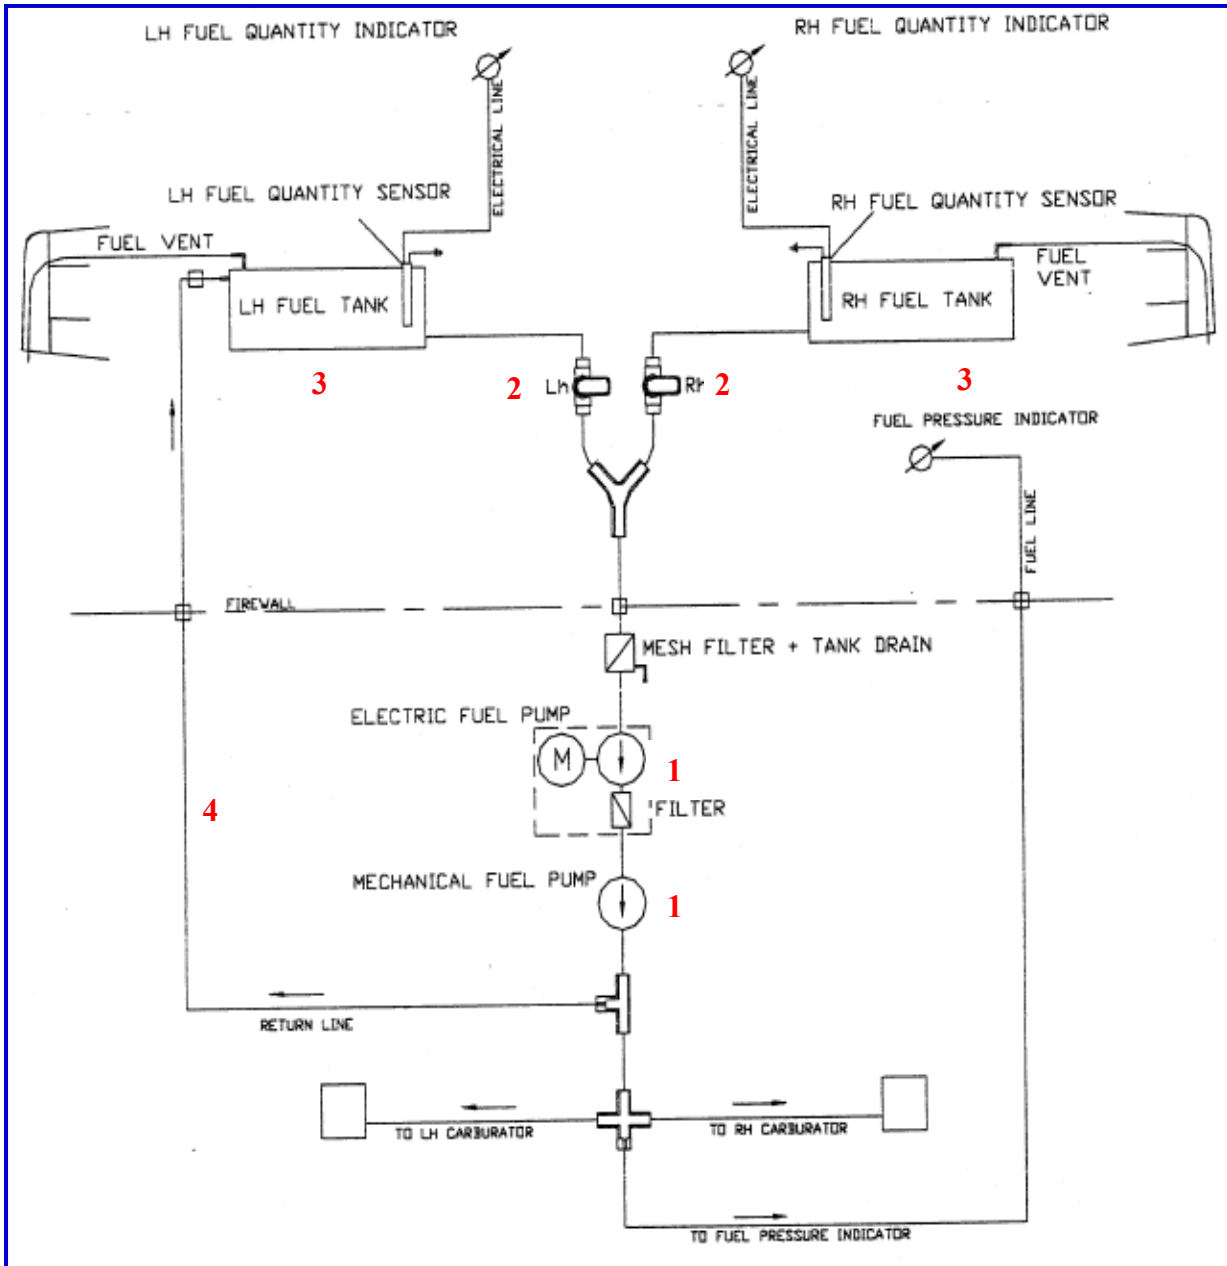 LH FUEL QUANTITY INDICATOR
RH FUEL QUANTITY INDICATOR
ELECTRICAL LINE
ELECTRICAL LINE
LH FUEL QUANTITY SENSOR
RH FUEL QUANTITY SENSOR
FUEL VENT
FUEL
VENT
LH FUEL TANK
RH FUEL TANK
3
2
Lh
Rh
2
3
FUEL PRESSURE INDICATOR
FUEL LINE
FIREWALL
MESH FILTER + TANK DRAIN
ELECTRIC FUEL PUMP
M
1
4
FILTER
MECHANICAL FUEL PUMP
1
RETURN LINE
TO LH CARBURATOR
TO RH CARBURATOR
TO FUEL PRESSURE INDICATOR